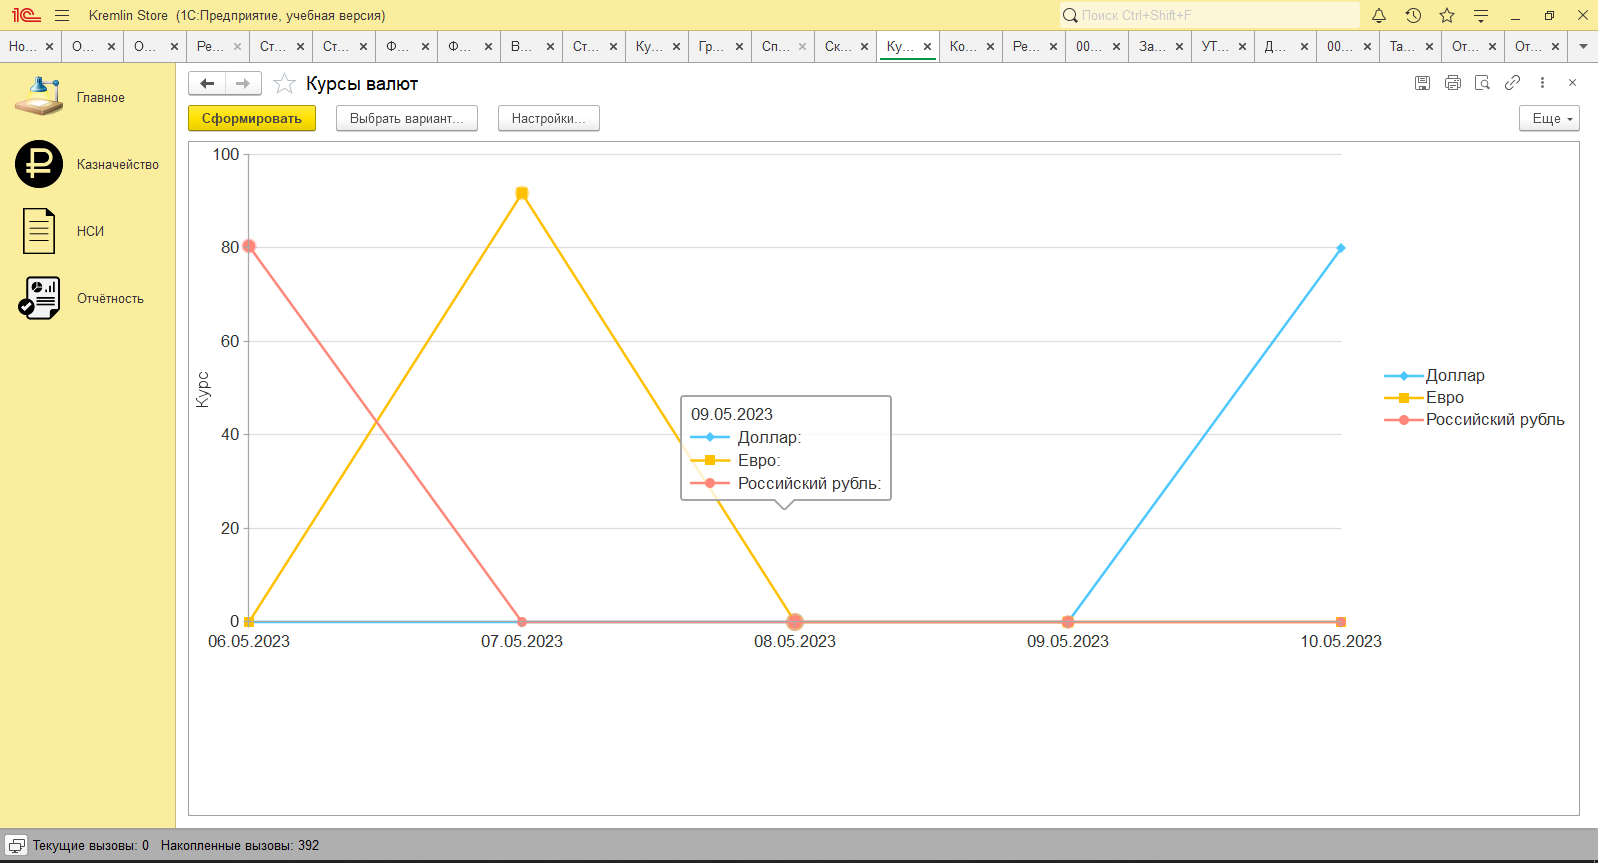 1С Kremlin Store (1С:Предприятие, учебная версия) Поиск Ctrl+Shift+F
Но... О... О... Ре... Ст... Ст... Ф... Ф... В... Ст... Ку... Гр... Сп... Ск... Ку... Ко... Ре... 00... За... УТ... Д... 00... Та... От... От...
Главное
Казначейство
НСИ
Отчётность
Курсы валют
Сформировать Выбрать вариант... Настройки... Еще
100
80
60
40
20
0
Курс
06.05.2023 07.05.2023 08.05.2023 09.05.2023 10.05.2023
09.05.2023
Доллар:
Евро:
Российский рубль:
Доллар
Евро
Российский рубль
Текущие вызовы: 0 Накопленные вызовы: 392